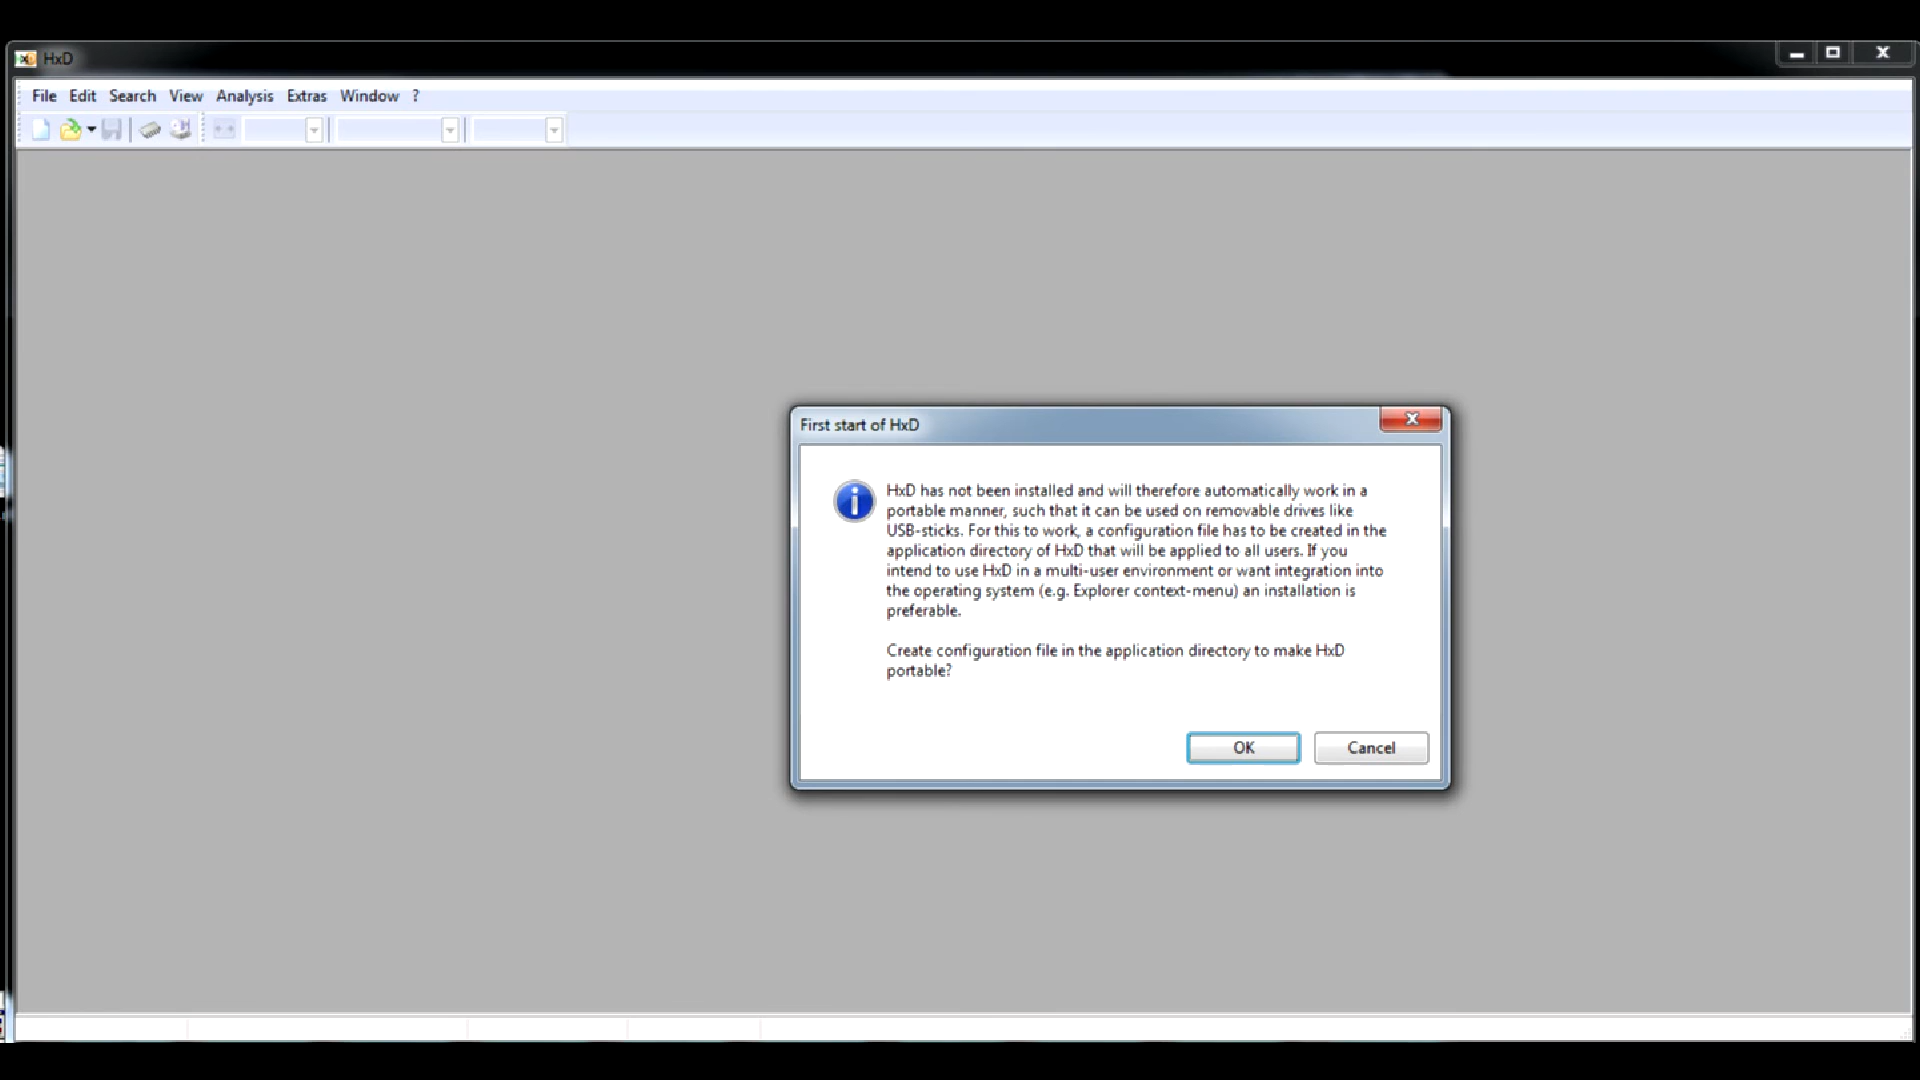 HxD
File Edit Search View Analysis Extras Window ?
First start of HxD
HxD has not been installed and will therefore automatically work in a
portable manner, such that it can be used on removable drives like
USB-sticks. For this to work, a configuration file has to be created in the
application directory of HxD that will be applied to all users. If you
intend to use HxD in a multi-user environment or want integration into
the operating system (e.g. Explorer context-menu) an installation is
preferable.
Create configuration file in the application directory to make HxD
portable?
OK Cancel